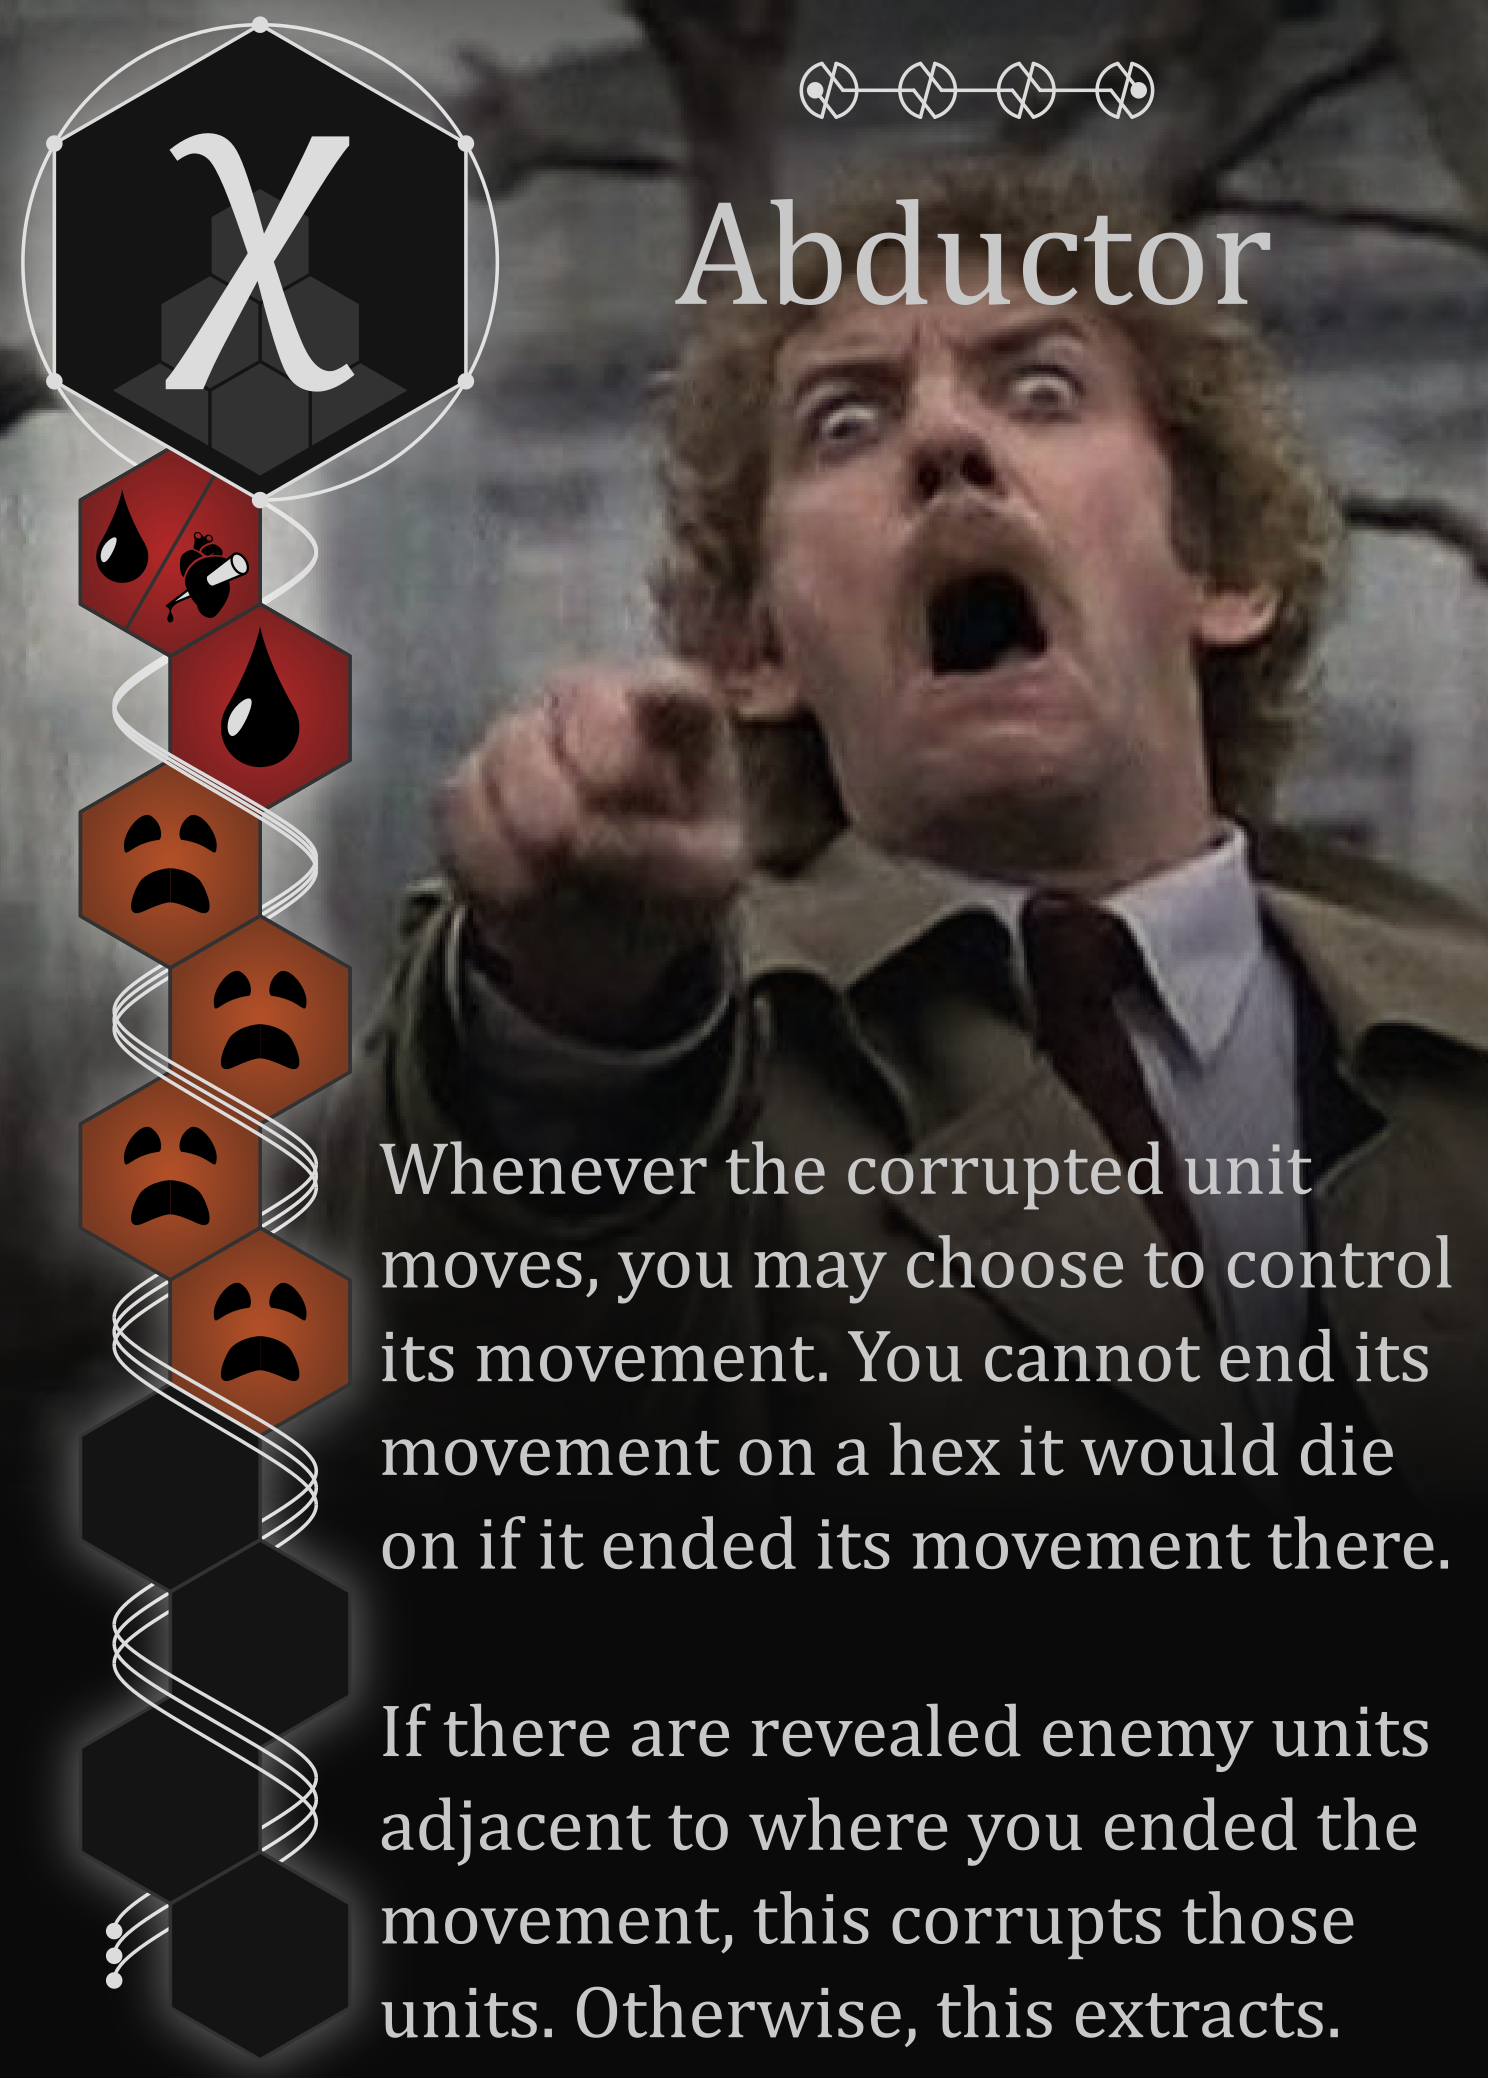 χ
Abductor
Whenever the corrupted unit
moves, you may choose to control
its movement. You cannot end its
movement on a hex it would die
on if it ended its movement there.
If there are revealed enemy units
adjacent to where you ended the
movement, this corrupts those
units. Otherwise, this extracts.